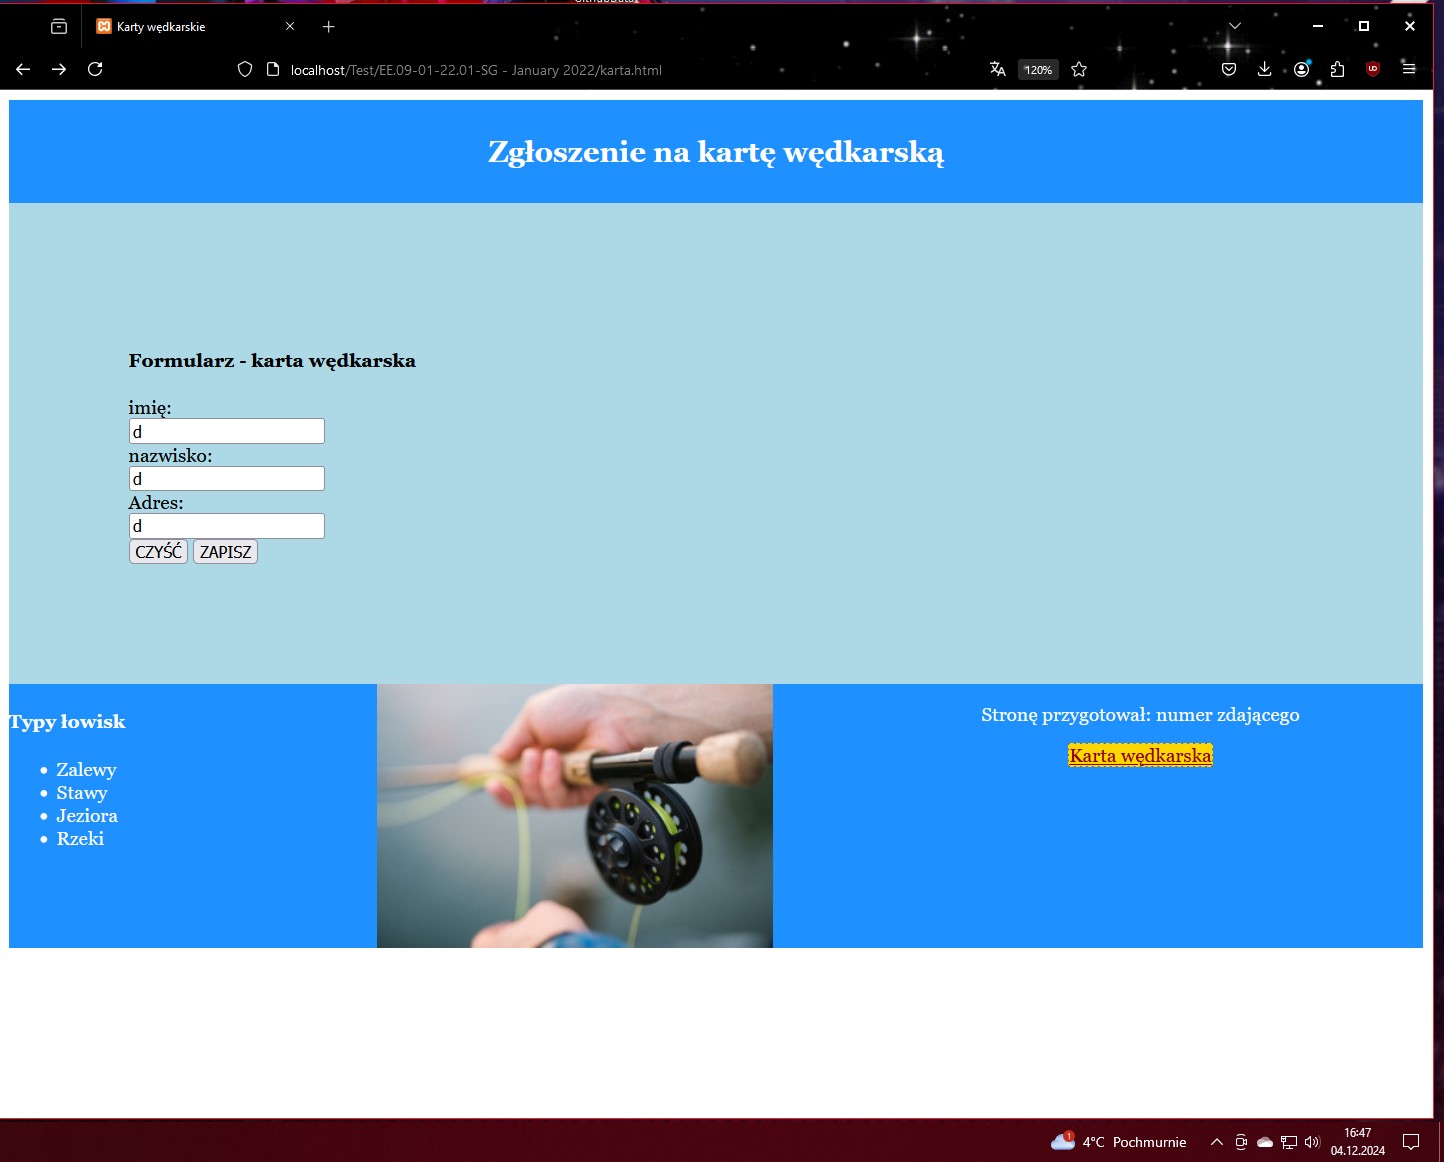 Karty wędkarskie
localhost/Test/EE.09-01-22.01-SG - January 2022/karta.html
120%
Zgłoszenie na kartę wędkarską
Formularz - karta wędkarska
imię:
d
nazwisko:
d
Adres:
d
CZYŚĆ ZAPISZ
Typy łowisk
Zalewy
Stawy
Jeziora
Rzeki
Stronę przygotował: numer zdającego
Karta wędkarska
1
4°C Pochmurnie
16:47
04.12.2024